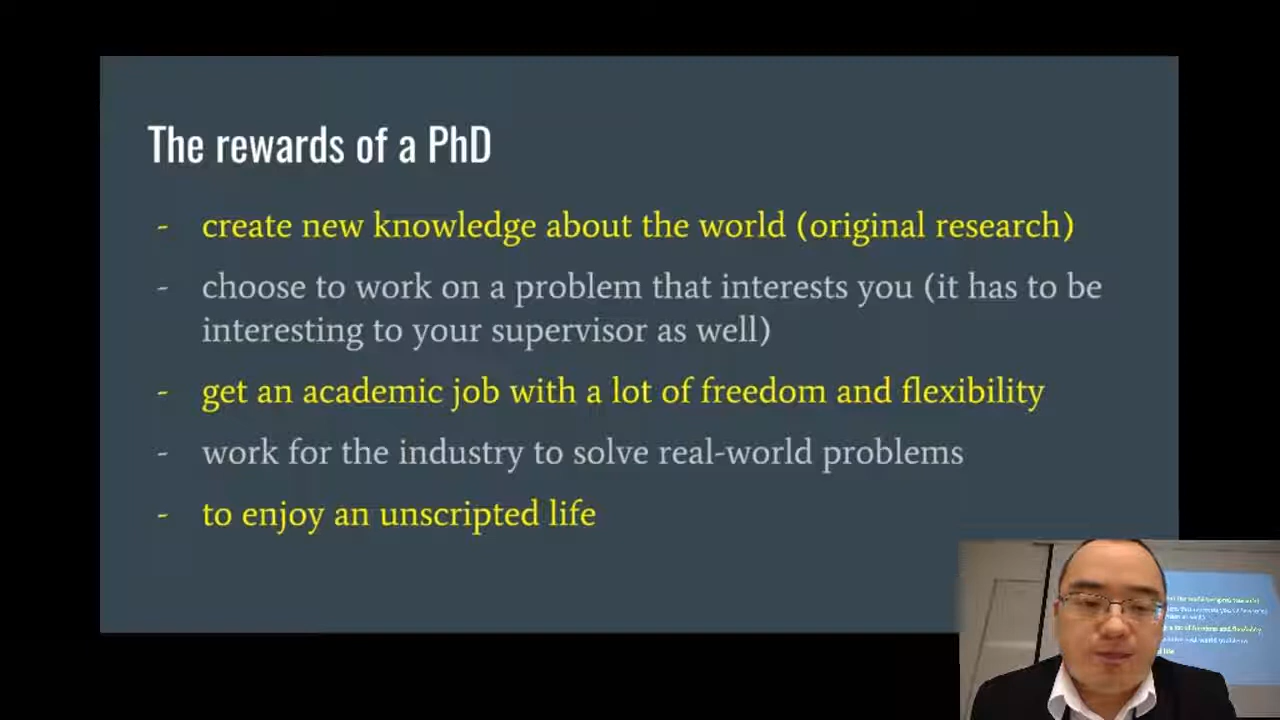 The rewards of a PhD
- create new knowledge about the world (original research)
- choose to work on a problem that interests you (it has to be
interesting to your supervisor as well)
- get an academic job with a lot of freedom and flexibility
- work for the industry to solve real-world problems
- to enjoy an unscripted life